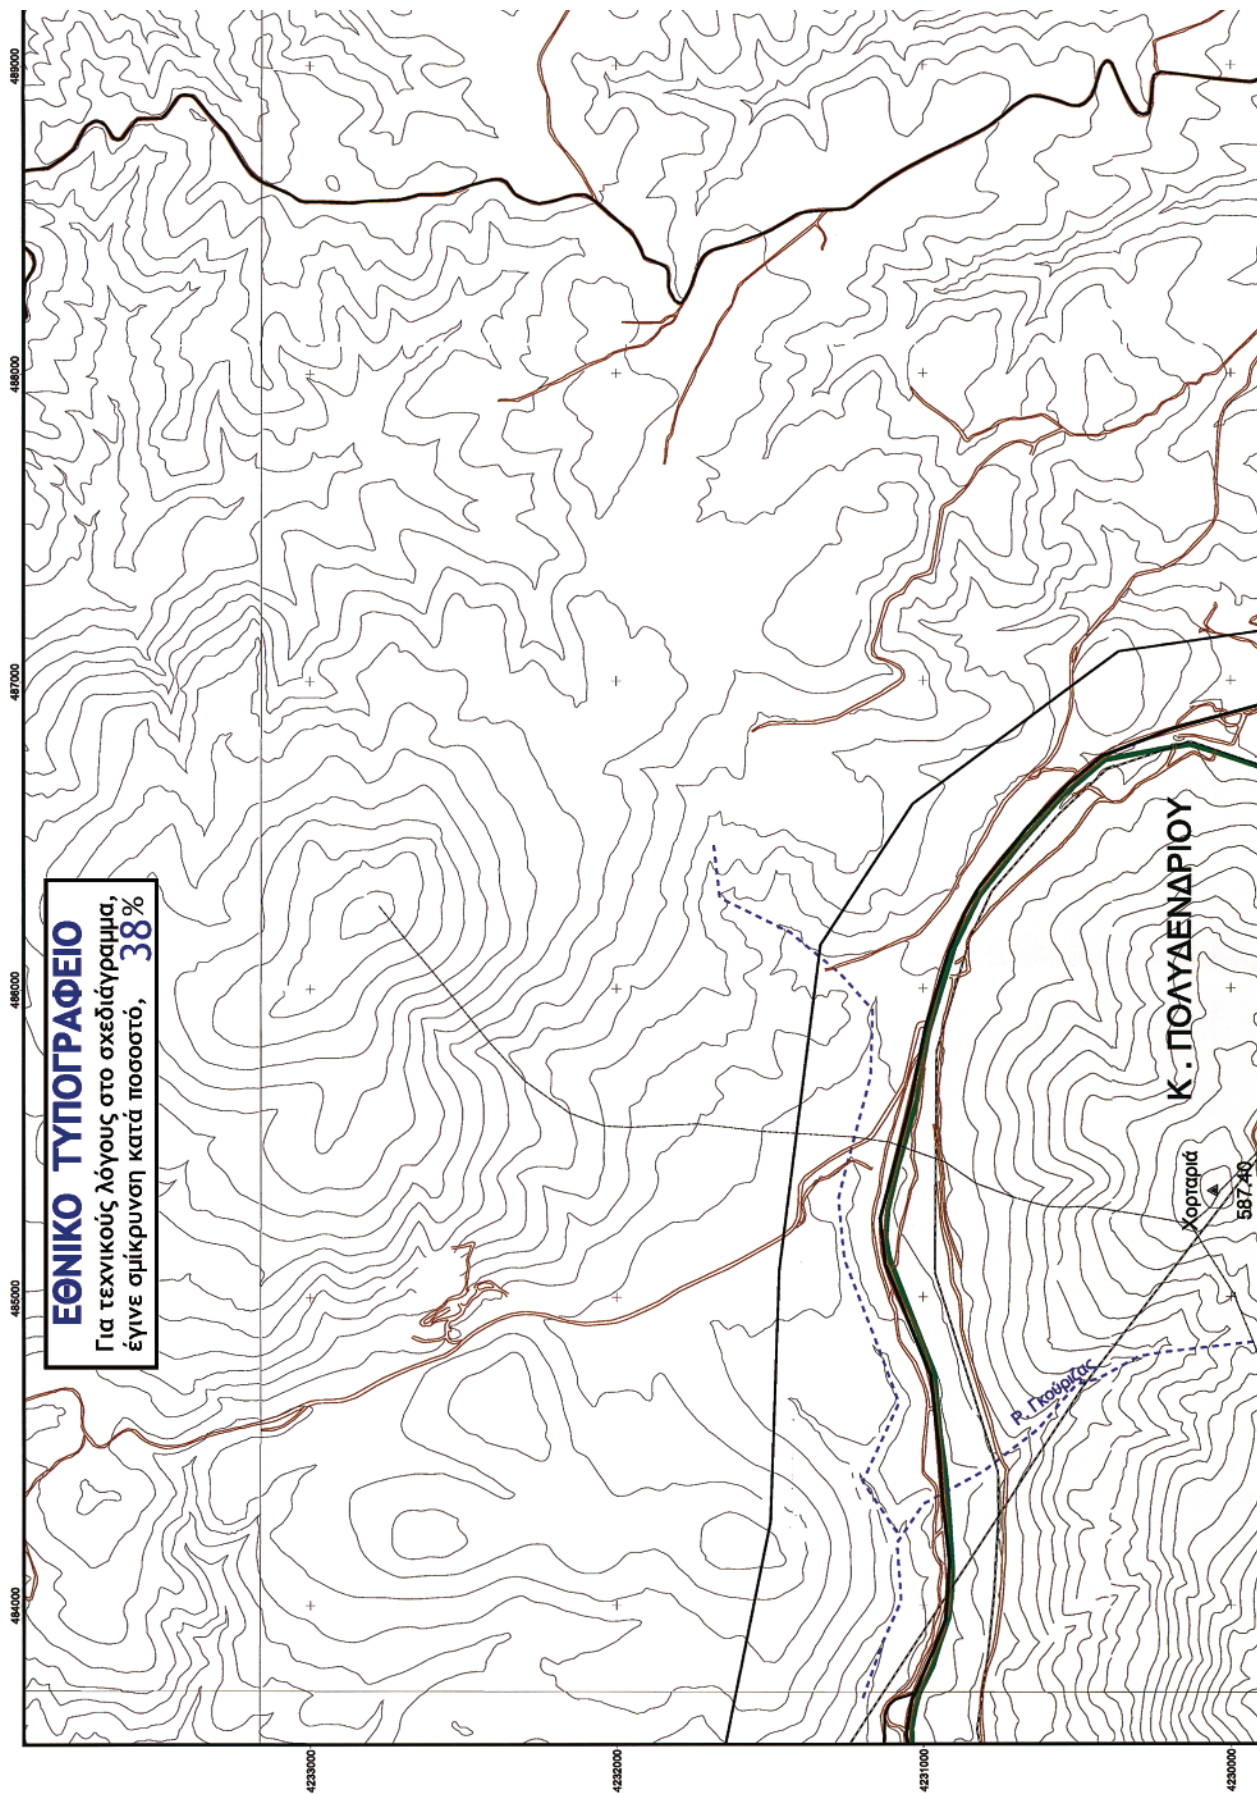 ΕΘΝΙΚΟ ΤΥΠΟΓΡΑΦΕΙΟ
Για τεχνικούς λόγους στο σχεδιάγραμμα,
έγινε σμίκρυνση κατά ποσοστό, 38%
489000
488000
487000
486000
485000
484000
4233000
4232000
4231000
4230000
Κ. ΠΟΛΥΔΕΝΔΡΙΟΥ
Χορταριά
587.40
Ρ. Γκούριζας